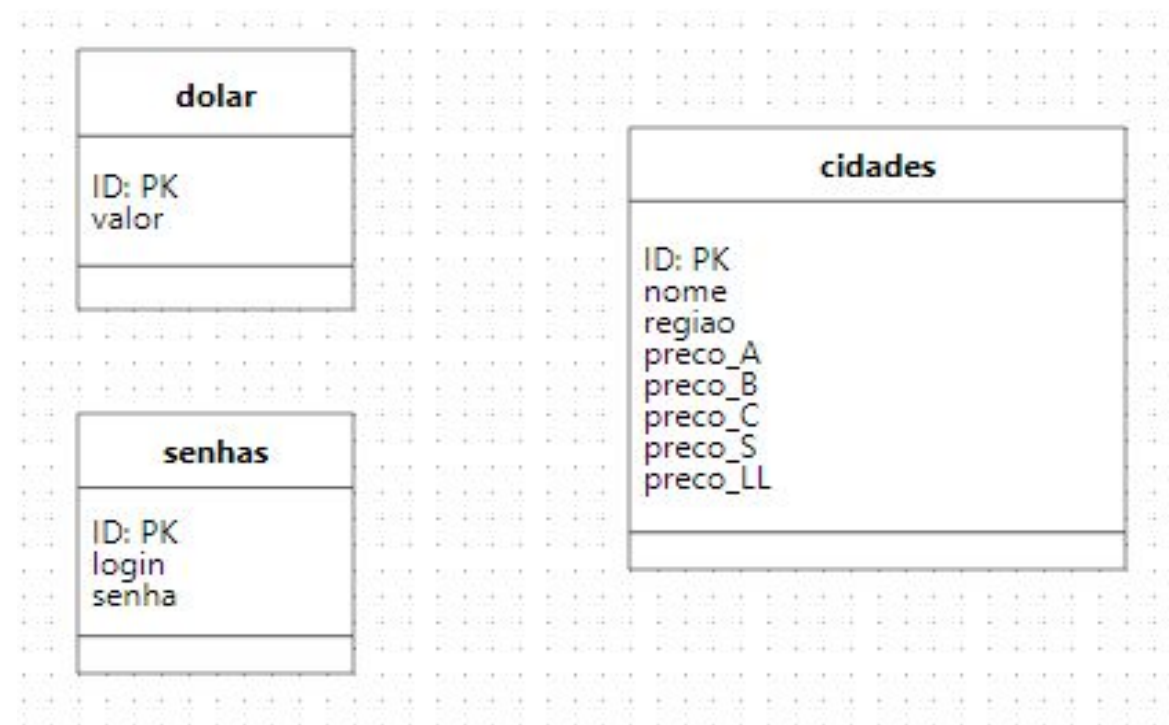 dolar
ID: PK
valor
senhas
ID: PK
login
senha
cidades
ID: PK
nome
regiao
preco_A
preco_B
preco_C
preco_S
preco_LL